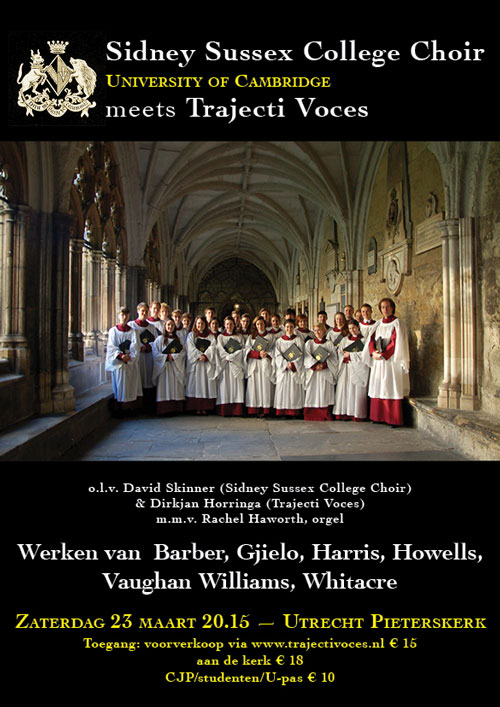 Sidney Sussex College Choir
University of Cambridge
meets Trajecti Voces
o.l.v. David Skinner (Sidney Sussex College Choir)
& Dirkjan Horringa (Trajecti Voces)
m.m.v. Rachel Haworth, orgel
Werken van Barber, Gjielo, Harris, Howells,
Vaughan Williams, Whitacre
Zaterdag 23 maart 20.15 — Utrecht Pieterskerk
Toegang: voorverkoop via www.trajectivoces.nl € 15
aan de kerk € 18
CJP/studenten/U-pas € 10